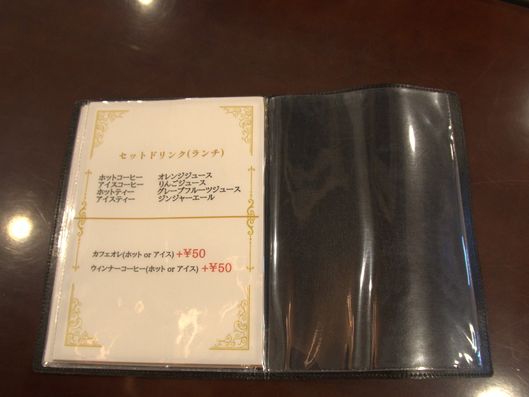 セットドリンク(ランチ)
ホットコーヒー オレンジジュース
アイスコーヒー りんごジュース
ホットティー グレープフルーツジュース
アイスティー ジンジャーエール
カフェオレ(ホット or アイス) +¥50
ウィンナーコーヒー(ホット or アイス) +¥50